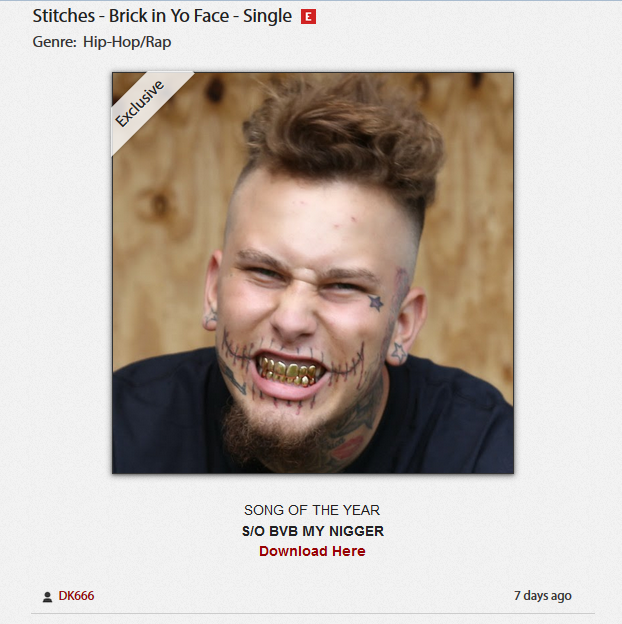 Stitches - Brick in Yo Face - Single E
Genre: Hip-Hop/Rap
Exclusive
SONG OF THE YEAR
S/O BVB MY NIGGER
Download Here
DK666 7 days ago